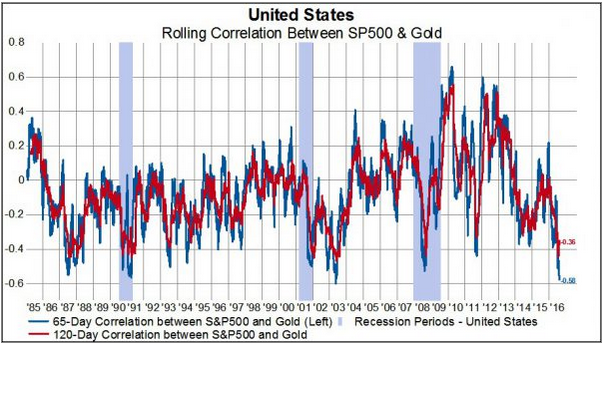 United States
Rolling Correlation Between SP500 & Gold
0.8
0.6
0.4
0.2
0
-0.2
-0.4
-0.6
-0.36
-0.58
'85 '86 '87 '88 '89 '90 '91 '92 '93 '94 '95 '96 '97 '98 '99 '00 '01 '02 '03 '04 '05 '06 '07 '08 '09 '10 '11 '12 '13 '14 '15 '16
65-Day Correlation between S&P500 and Gold (Left) Recession Periods - United States
120-Day Correlation between S&P500 and Gold